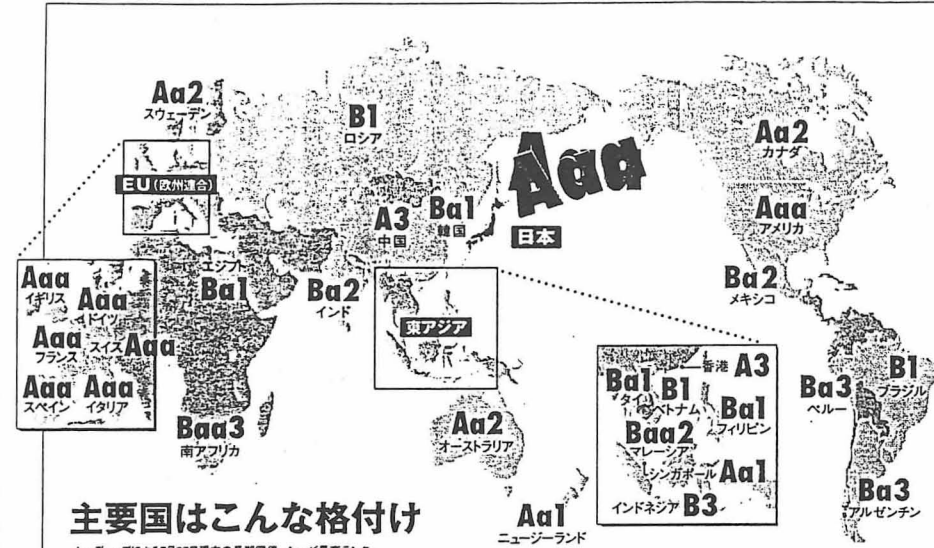 Aa2
スウェーデン
B1
ロシア
Aaa
日本
Aa2
カナダ
Aaa
アメリカ
Ba2
メキシコ
EU(欧州連合)
A3
中国
Ba1
韓国
エジプト
Ba1
Ba2
インド
東アジア
Aaa
イギリス
Aaa
ドイツ
Aaa
フランス
スイス Aaa
Aaa
スペイン
Aaa
イタリア
Baa3
南アフリカ
Aa2
オーストラリア
香港 A3
Ba1
タイ
B1
ベトナム
Ba1
フィリピン
Baa2
マレーシア
シンガポール Aa1
インドネシア B3
Ba3
ペルー
B1
ブラジル
Ba3
アルゼンチン
Aa1
ニュージーランド
主要国はこんな格付け